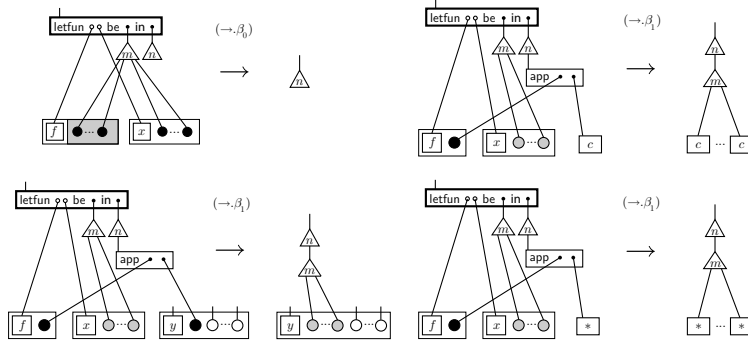 letfun be in
m n
(→.β₀)
→
n
f ... x ...
letfun be in
m n
app
(→.β₁)
→
n
m
f x ... c
c ... c
letfun be in
m n
app
(→.β₁)
→
n
m
f x ... y ...
y ... ...
letfun be in
m n
app
(→.β₁)
→
n
m
f x ... *
* ... *